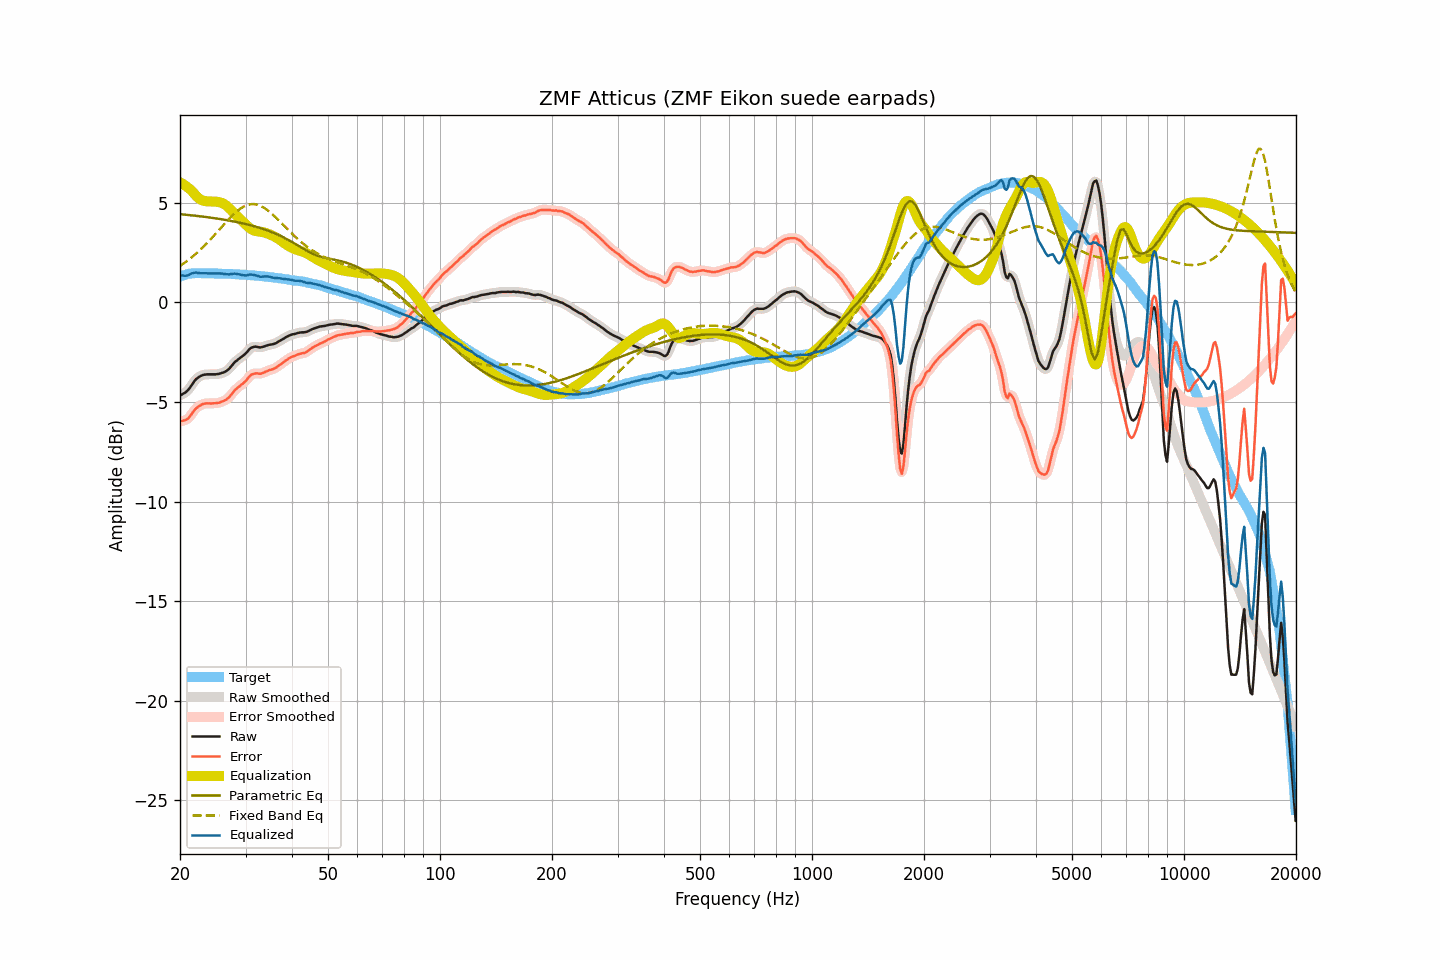 ZMF Atticus (ZMF Eikon suede earpads)
Amplitude (dBr)
5
0
−5
−10
−15
−20
−25
Target
Raw Smoothed
Error Smoothed
Raw
Error
Equalization
Parametric Eq
Fixed Band Eq
Equalized
20 50 100 200 500 1000 2000 5000 10000 20000
Frequency (Hz)